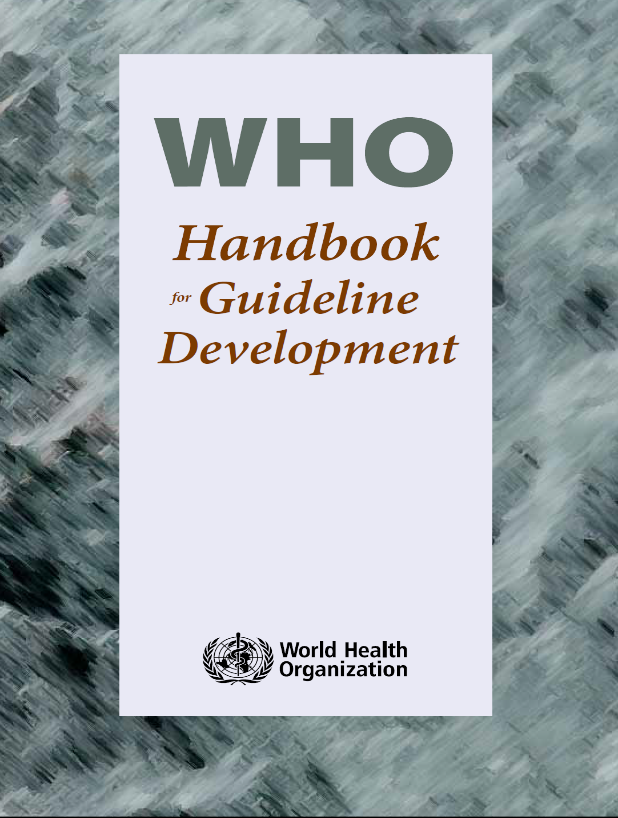 WHO
Handbook
for Guideline
Development
World Health
Organization